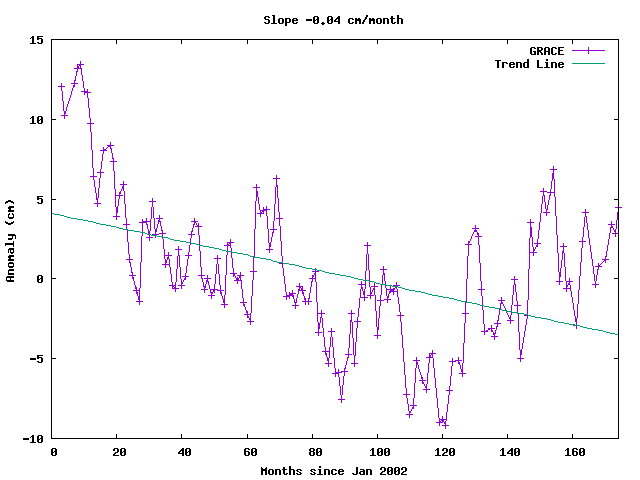 Slope -0.04 cm/month
GRACE
Trend Line
15
10
5
0
-5
-10
Anomaly (cm)
0 20 40 60 80 100 120 140 160
Months since Jan 2002